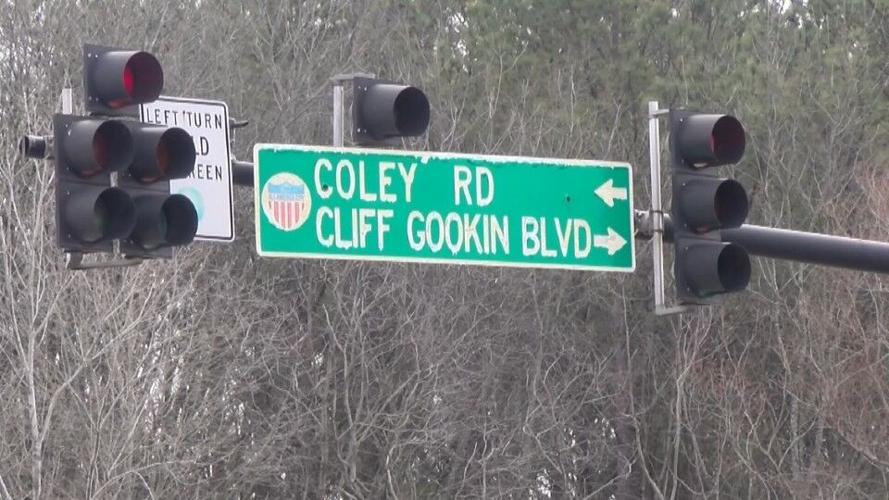 LEFT TURN
COLEY RD
CLIFF GOOKIN BLVD